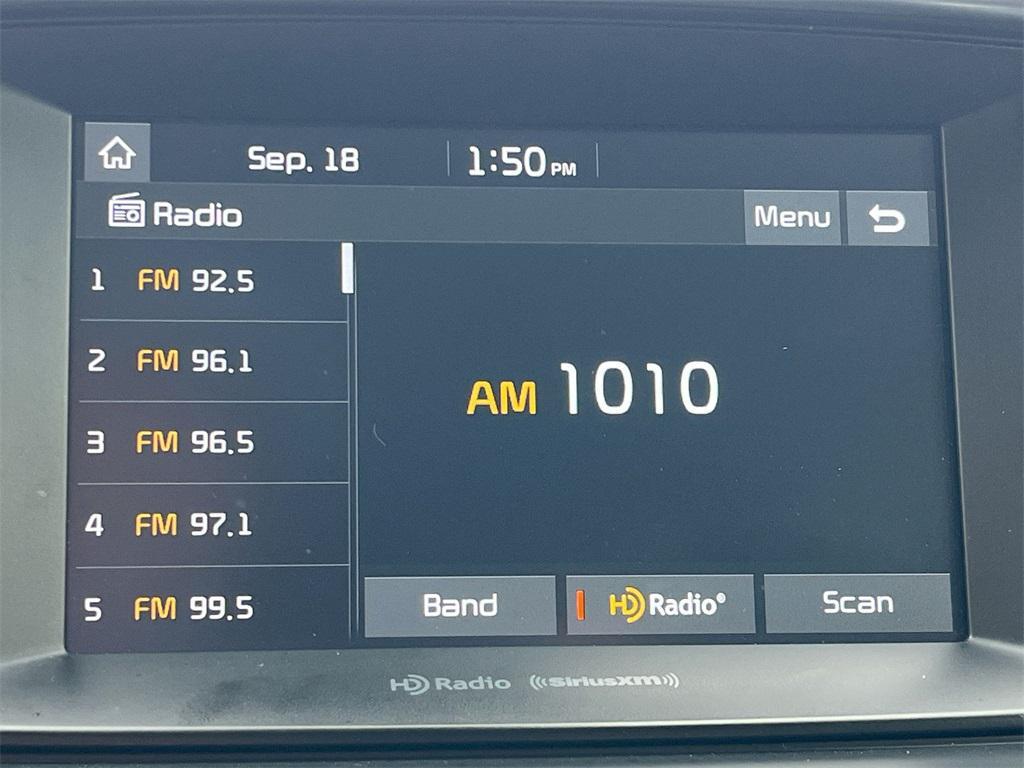 Sep. 18 1:50 PM
Radio Menu
1 FM 92.5
2 FM 96.1
3 FM 96.5
4 FM 97.1
5 FM 99.5
AM 1010
Band HD Radio® Scan
HD Radio ((SiriusXM))